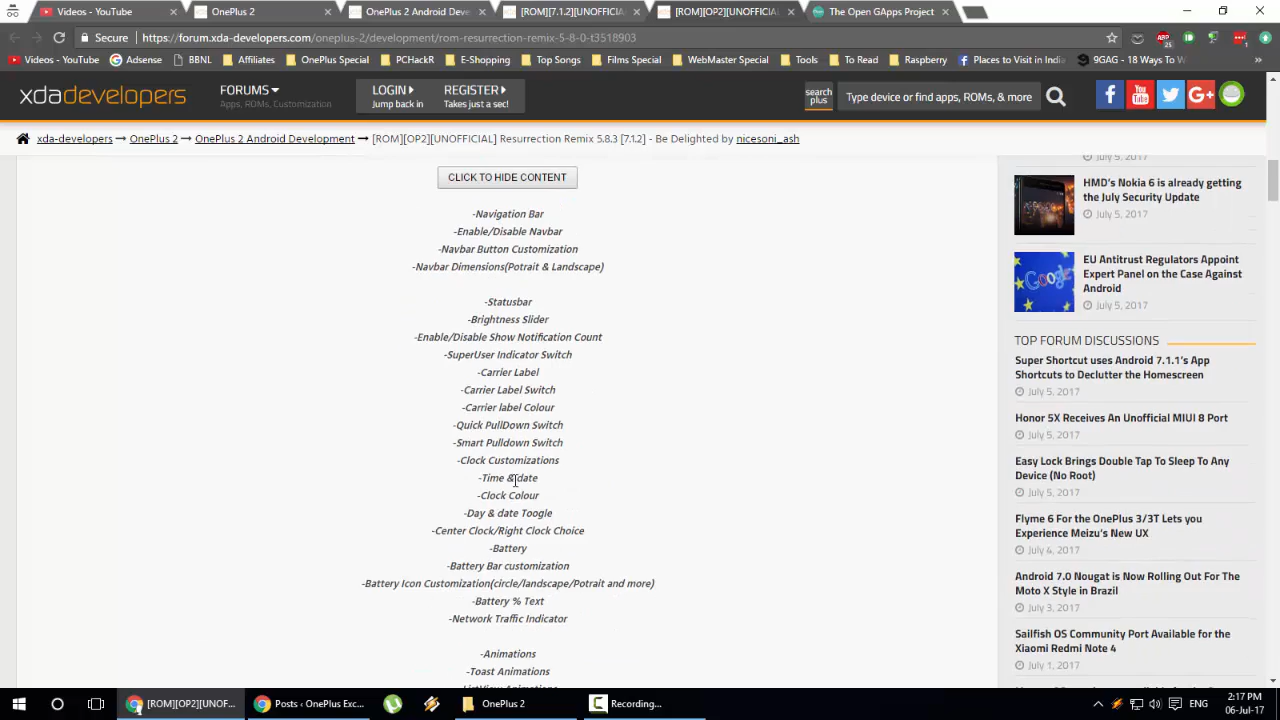 Videos - YouTube
OnePlus 2
OnePlus 2 Android Deve
[ROM][7.1.2][UNOFFICIAL
[ROM][OP2][UNOFFICIAL]
The Open GApps Project
Secure
https://forum.xda-developers.com/oneplus-2/development/rom-resurrection-remix-5-8-0-t3518903
Videos - YouTube
Adsense
BBNL
Affiliates
OnePlus Special
PCHackR
E-Shopping
Top Songs
Films Special
WebMaster Special
Tools
To Read
Raspberry
Places to Visit in India
9GAG - 18 Ways To W
xdadevelopers
FORUMS
Apps, ROMs, Customization
LOGIN
Jump back in
REGISTER
Takes just a sec!
search plus
Type device or find apps, ROMs, & more
xda-developers → OnePlus 2 → OnePlus 2 Android Development → [ROM][OP2][UNOFFICIAL] Resurrection Remix 5.8.3 [7.1.2] - Be Delighted by nicesoni_ash
CLICK TO HIDE CONTENT
-Navigation Bar
-Enable/Disable Navbar
-Navbar Button Customization
-Navbar Dimensions(Potrait & Landscape)
-Statusbar
-Brightness Slider
-Enable/Disable Show Notification Count
-SuperUser Indicator Switch
-Carrier Label
-Carrier Label Switch
-Carrier label Colour
-Quick PullDown Switch
-Smart Pulldown Switch
-Clock Customizations
-Time & date
-Clock Colour
-Day & date Toogle
-Center Clock/Right Clock Choice
-Battery
-Battery Bar customization
-Battery Icon Customization(circle/landscape/Potrait and more)
-Battery % Text
-Network Traffic Indicator
-Animations
-Toast Animations
July 5, 2017
HMD's Nokia 6 is already getting
the July Security Update
July 5, 2017
EU Antitrust Regulators Appoint
Expert Panel on the Case Against
Android
July 5, 2017
TOP FORUM DISCUSSIONS
Super Shortcut uses Android 7.1.1's App
Shortcuts to Declutter the Homescreen
July 5, 2017
Honor 5X Receives An Unofficial MIUI 8 Port
July 5, 2017
Easy Lock Brings Double Tap To Sleep To Any
Device (No Root)
July 5, 2017
Flyme 6 For the OnePlus 3/3T Lets you
Experience Meizu's New UX
July 4, 2017
Android 7.0 Nougat is Now Rolling Out For The
Moto X Style in Brazil
July 3, 2017
Sailfish OS Community Port Available for the
Xiaomi Redmi Note 4
July 1, 2017
[ROM][OP2][UNOF...
Posts ‹ OnePlus Exc...
OnePlus 2
Recording...
ENG
2:17 PM
06-Jul-17